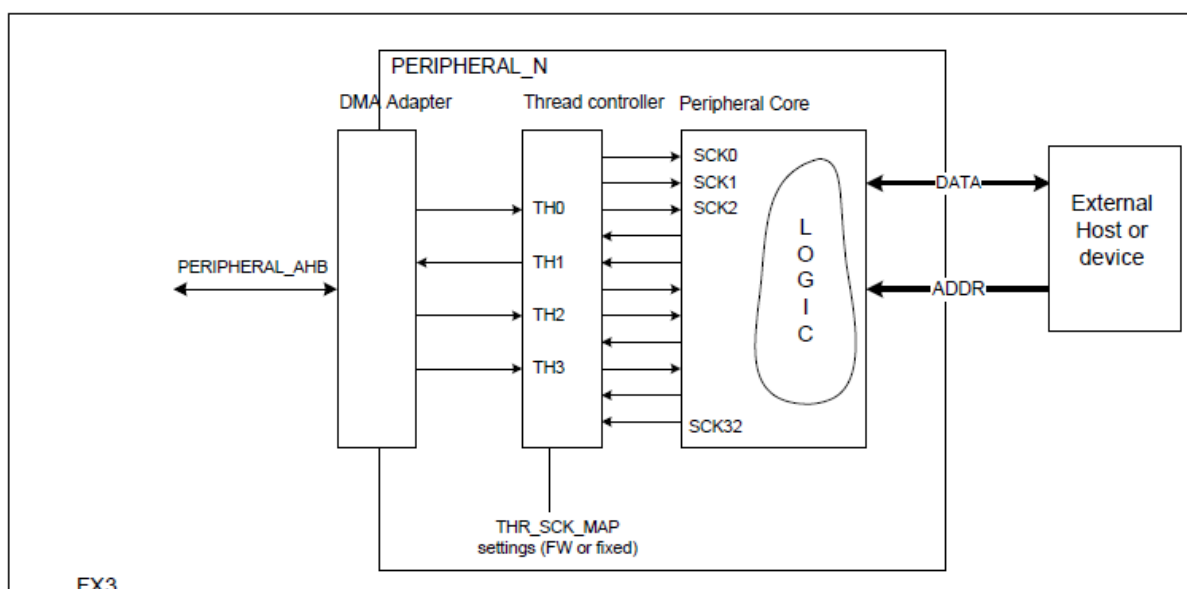 PERIPHERAL_N
DMA Adapter
Thread controller
Peripheral Core
SCK0
SCK1
SCK2
TH0
TH1
TH2
TH3
SCK32
L
O
G
I
C
PERIPHERAL_AHB
DATA
ADDR
External
Host or
device
THR_SCK_MAP
settings (FW or fixed)
FX3